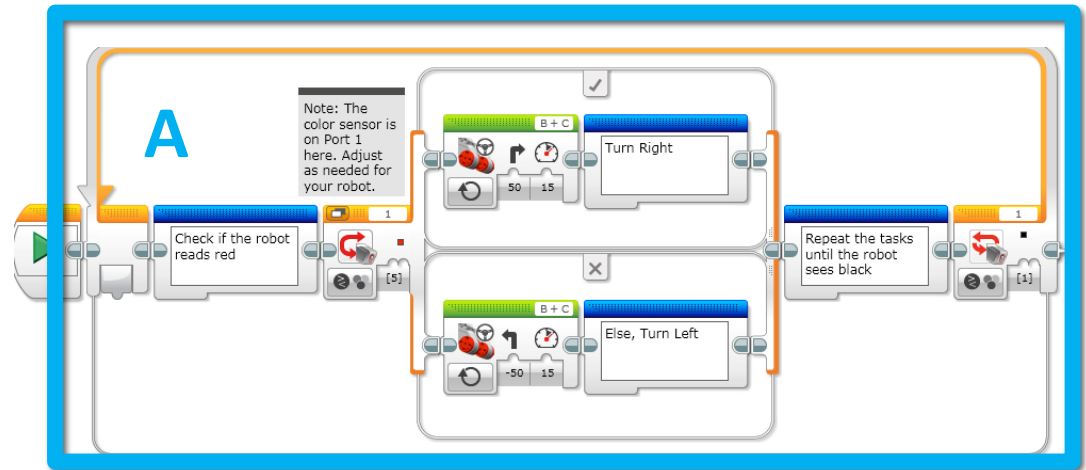 A
Note: The
color sensor is
on Port 1
here. Adjust
as needed for
your robot.
1
Check if the robot
reads red
[5]
B + C
50 15
Turn Right
B + C
-50 15
Else, Turn Left
Repeat the tasks
until the robot
sees black
1
[1]